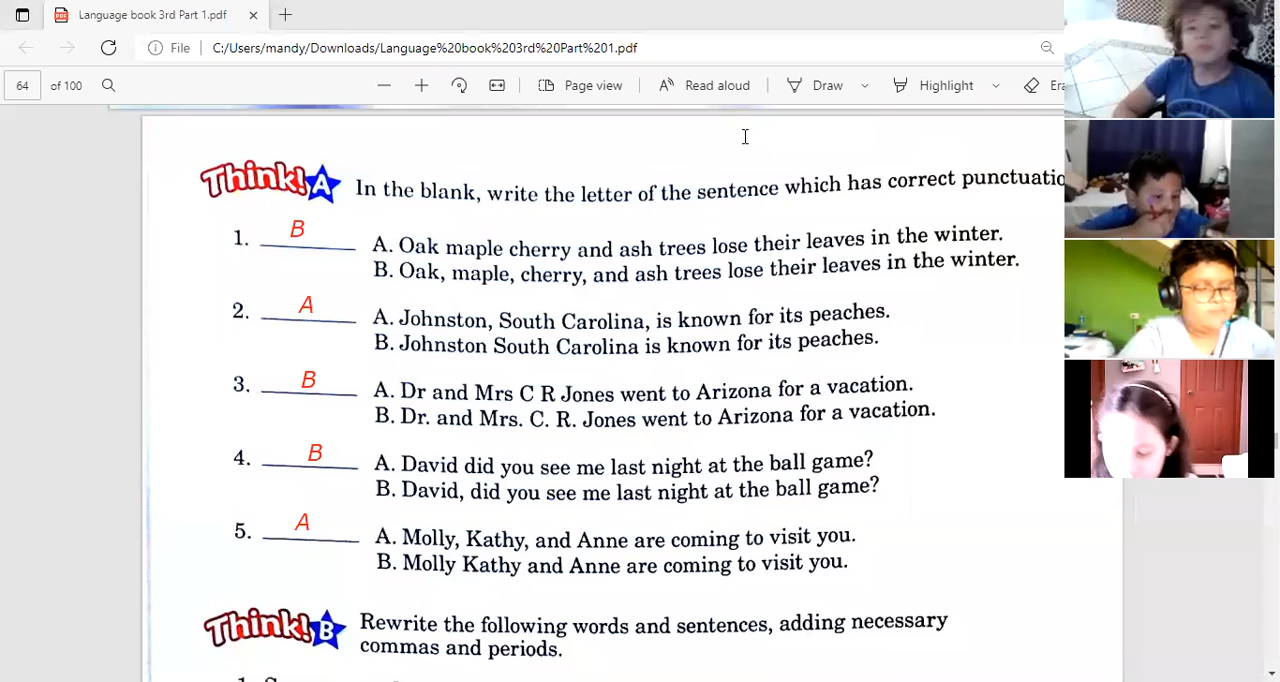 Language book 3rd Part 1.pdf
File C:/Users/mandy/Downloads/Language%20book%203rd%20Part%201.pdf
64 of 100 Page view Read aloud Draw Highlight
Think! A In the blank, write the letter of the sentence which has correct
1. B A. Oak maple cherry and ash trees lose their leaves in the winter.
B. Oak, maple, cherry, and ash trees lose their leaves in the winter.
2. A A. Johnston, South Carolina, is known for its peaches.
B. Johnston South Carolina is known for its peaches.
3. B A. Dr and Mrs C R Jones went to Arizona for a vacation.
B. Dr. and Mrs. C. R. Jones went to Arizona for a vacation.
4. B A. David did you see me last night at the ball game?
B. David, did you see me last night at the ball game?
5. A A. Molly, Kathy, and Anne are coming to visit you.
B. Molly Kathy and Anne are coming to visit you.
Think! B Rewrite the following words and sentences, adding necessary
commas and periods.